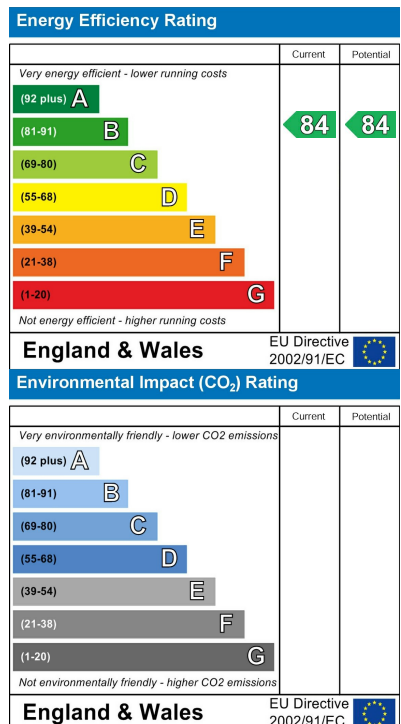 Energy Efficiency Rating
Current Potential
Very energy efficient - lower running costs
(92 plus) A
(81-91) B
84 84
(69-80) C
(55-68) D
(39-54) E
(21-38) F
(1-20) G
Not energy efficient - higher running costs
England & Wales
EU Directive
2002/91/EC
Environmental Impact (CO₂) Rating
Current Potential
Very environmentally friendly - lower CO2 emissions
(92 plus) A
(81-91) B
(69-80) C
(55-68) D
(39-54) E
(21-38) F
(1-20) G
Not environmentally friendly - higher CO2 emissions
England & Wales
EU Directive
2002/91/EC